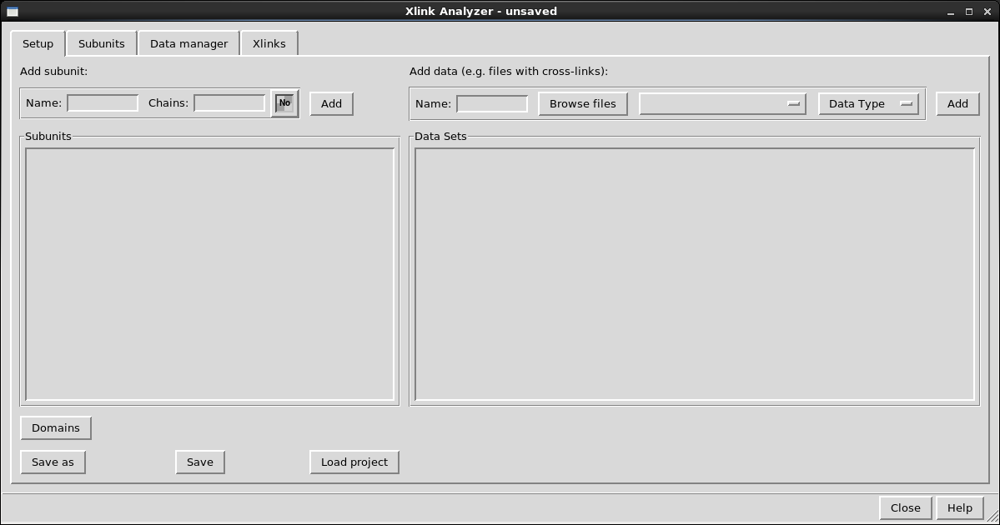 Xlink Analyzer - unsaved
Setup Subunits Data manager Xlinks
Add subunit: Add data (e.g. files with cross-links):
Name: Chains: No Add Name: Browse files Data Type Add
Subunits Data Sets
Domains
Save as Save Load project
Close Help